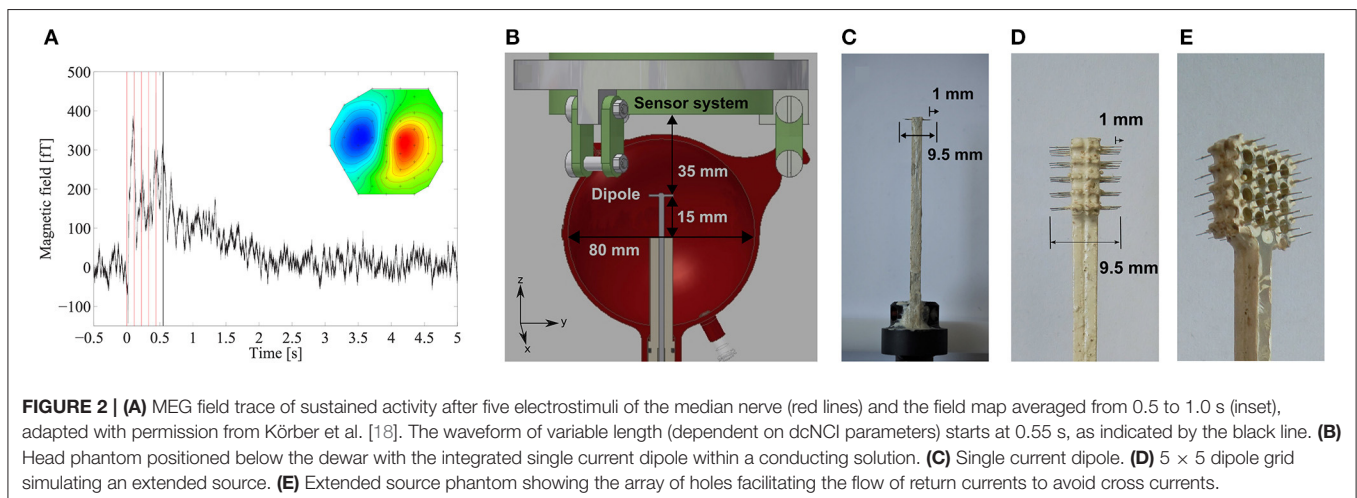 A
B
C
D
E
500
400
300
200
100
0
−100
Magnetic field [fT]
−0.5 0 0.5 1 1.5 2 2.5 3 3.5 4 4.5 5
Time [s]
Sensor system
35 mm
Dipole
15 mm
80 mm
z
y
x
1 mm
9.5 mm
1 mm
9.5 mm
FIGURE 2 | (A) MEG field trace of sustained activity after five electrostimuli of the median nerve (red lines) and the field map averaged from 0.5 to 1.0 s (inset),
adapted with permission from Körber et al. [18]. The waveform of variable length (dependent on dcNCI parameters) starts at 0.55 s, as indicated by the black line. (B)
Head phantom positioned below the dewar with the integrated single current dipole within a conducting solution. (C) Single current dipole. (D) 5 × 5 dipole grid
simulating an extended source. (E) Extended source phantom showing the array of holes facilitating the flow of return currents to avoid cross currents.